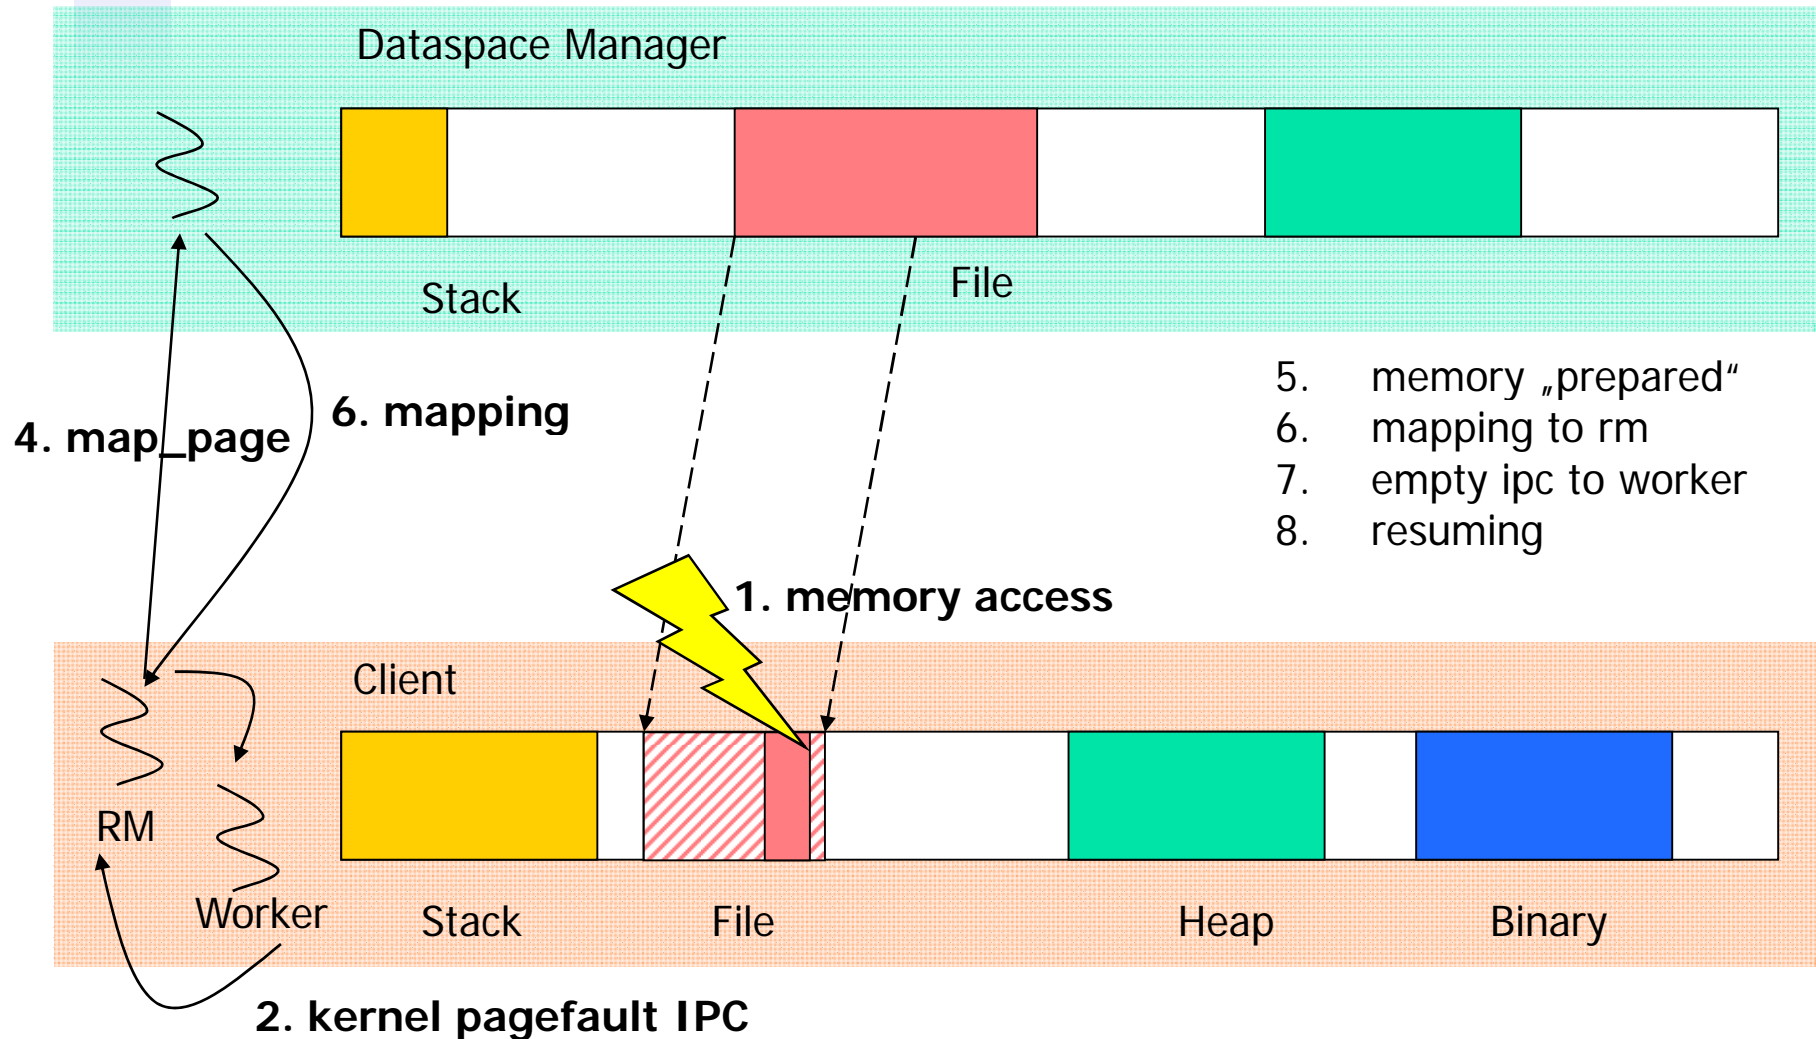 Dataspace Manager
Stack
File
5. memory „prepared“
6. mapping to rm
7. empty ipc to worker
8. resuming
4. map_page
6. mapping
1. memory access
Client
RM
Worker
Stack
File
Heap
Binary
2. kernel pagefault IPC